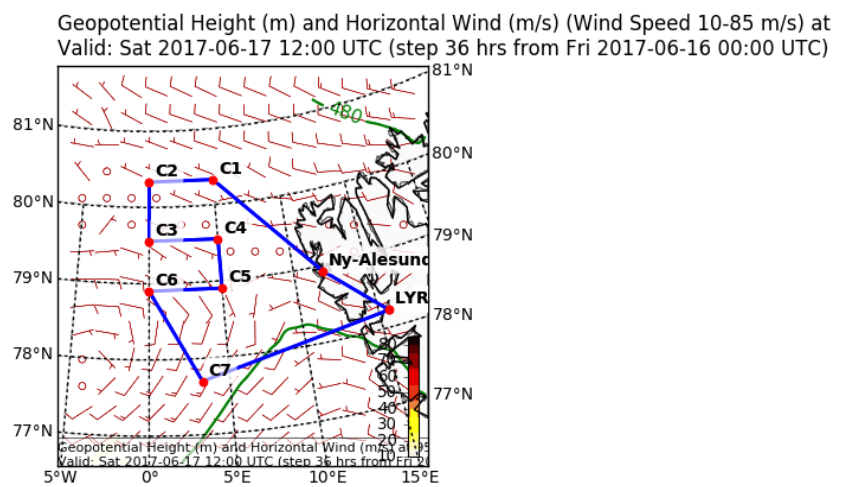 Geopotential Height (m) and Horizontal Wind (m/s) (Wind Speed 10-85 m/s) at
Valid: Sat 2017-06-17 12:00 UTC (step 36 hrs from Fri 2017-06-16 00:00 UTC)
81°N
480
81°N
80°N
C2 C1
80°N
C3 C4
79°N
Ny-Alesund
79°N
C6 C5
LYR
78°N
80
78°N
C7
60
50
77°N
40
30
77°N
20
10
Geopotential Height (m) and Horizontal Wind (m/s) at 95
Valid: Sat 2017-06-17 12:00 UTC (step 36 hrs from Fri 20
5°W 0° 5°E 10°E 15°E